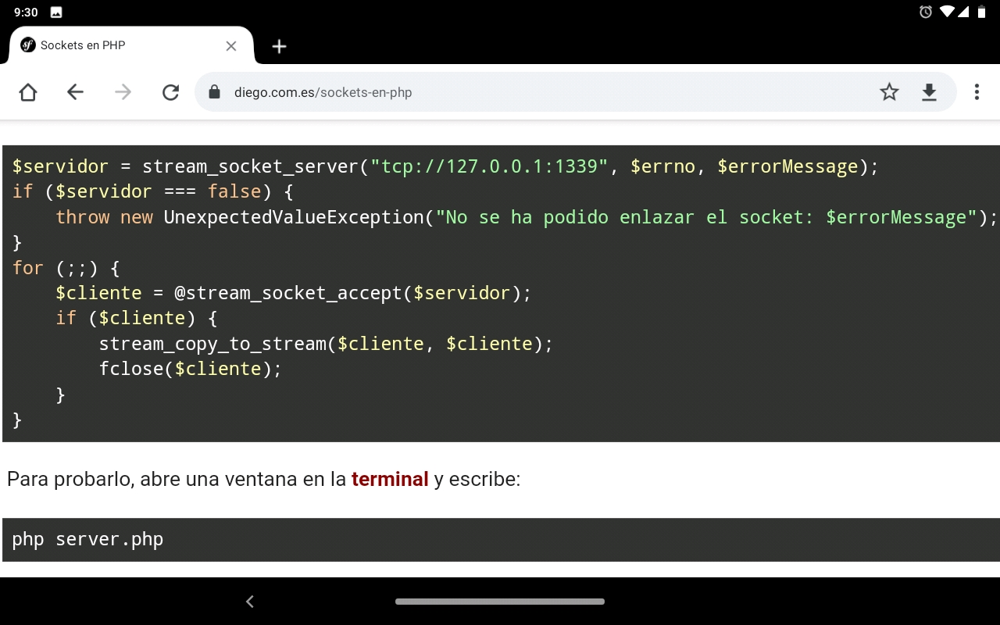 9:30
Sockets en PHP
diego.com.es/sockets-en-php
$servidor = stream_socket_server("tcp://127.0.0.1:1339", $errno, $errorMessage);
if ($servidor === false) {
    throw new UnexpectedValueException("No se ha podido enlazar el socket: $errorMessage");
}
for (;;) {
    $cliente = @stream_socket_accept($servidor);
    if ($cliente) {
        stream_copy_to_stream($cliente, $cliente);
        fclose($cliente);
    }
}
Para probarlo, abre una ventana en la terminal y escribe:
php server.php